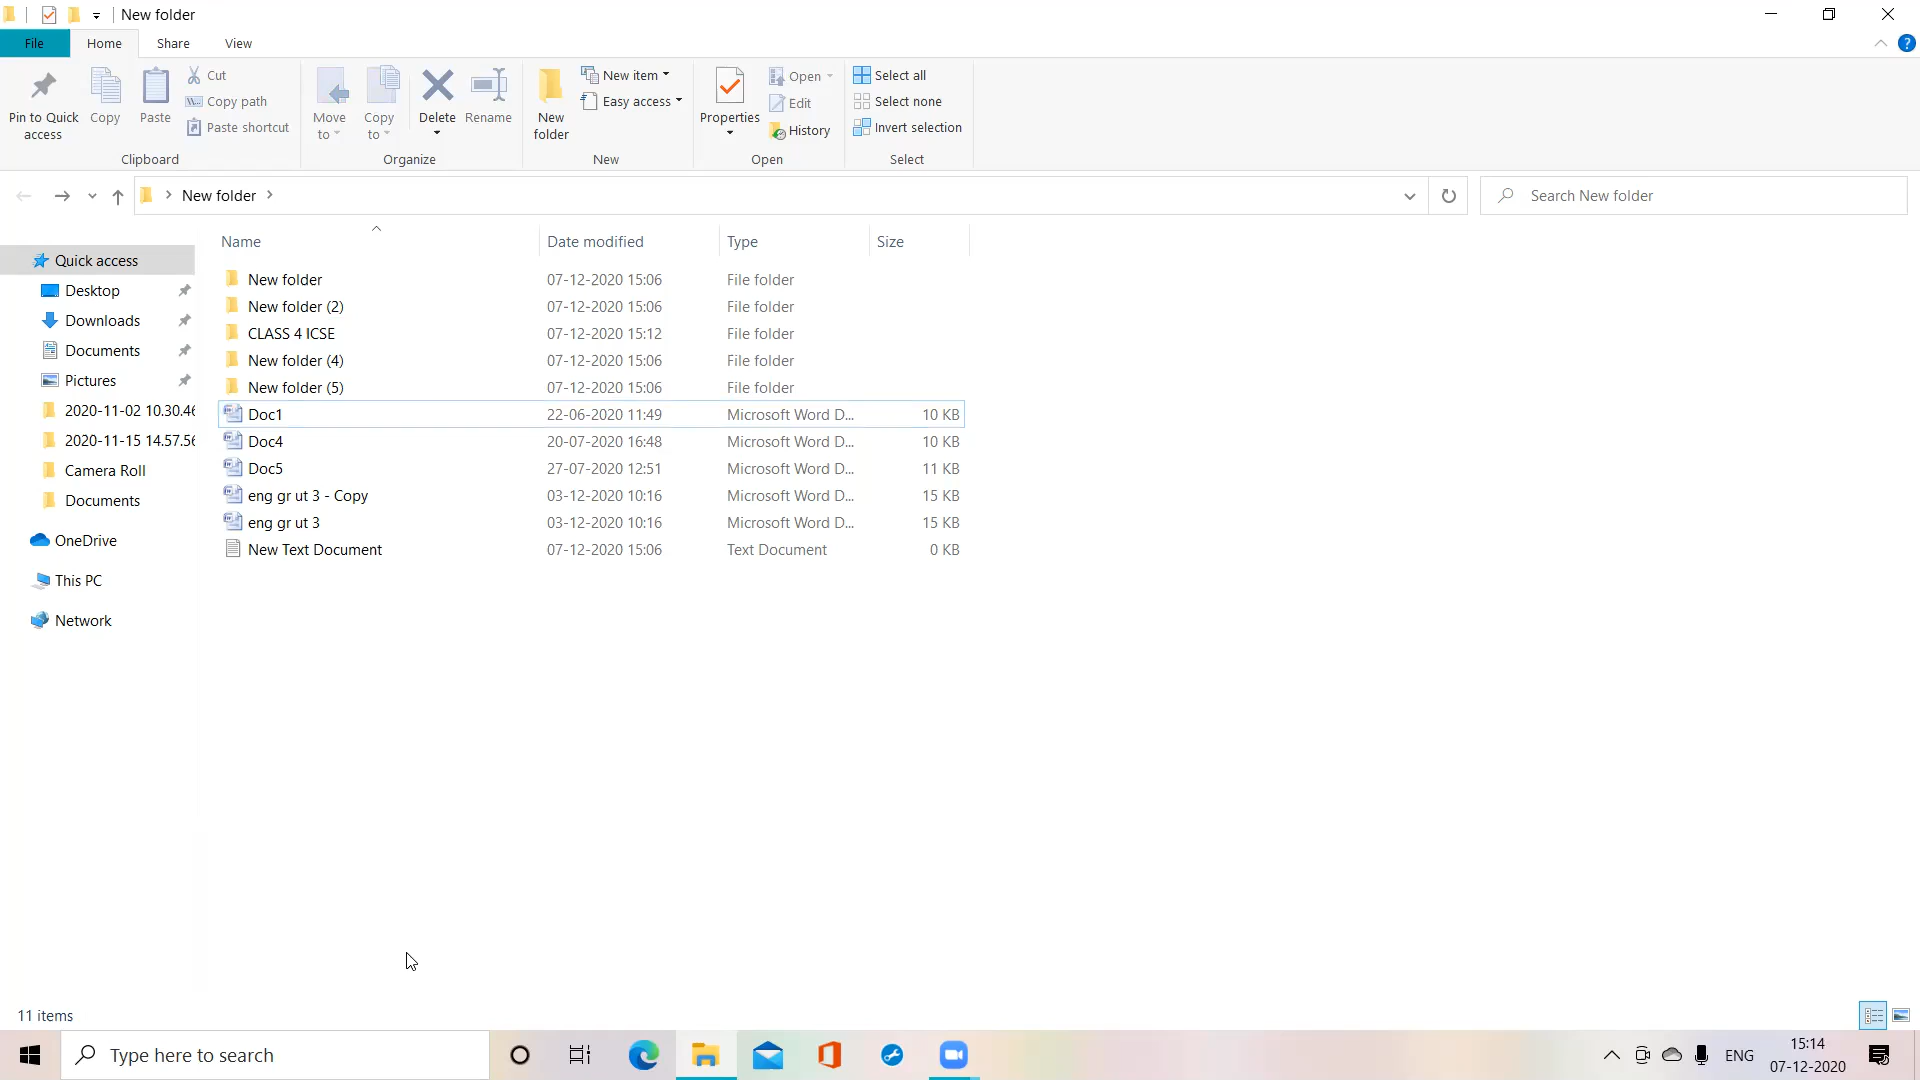 New folder
File Home Share View
Pin to Quick access Copy Paste Cut Copy path Paste shortcut
Clipboard
Move to Copy to Delete Rename
Organize
New folder New item Easy access
New
Properties Open Edit History
Open
Select all Select none Invert selection
Select
New folder
Search New folder
Quick access
Desktop
Downloads
Documents
Pictures
2020-11-02 10.30.46
2020-11-15 14.57.56
Camera Roll
Documents
OneDrive
This PC
Network
Name Date modified Type Size
New folder 07-12-2020 15:06 File folder
New folder (2) 07-12-2020 15:06 File folder
CLASS 4 ICSE 07-12-2020 15:12 File folder
New folder (4) 07-12-2020 15:06 File folder
New folder (5) 07-12-2020 15:06 File folder
Doc1 22-06-2020 11:49 Microsoft Word D... 10 KB
Doc4 20-07-2020 16:48 Microsoft Word D... 10 KB
Doc5 27-07-2020 12:51 Microsoft Word D... 11 KB
eng gr ut 3 - Copy 03-12-2020 10:16 Microsoft Word D... 15 KB
eng gr ut 3 03-12-2020 10:16 Microsoft Word D... 15 KB
New Text Document 07-12-2020 15:06 Text Document 0 KB
11 items
Type here to search
ENG
15:14
07-12-2020